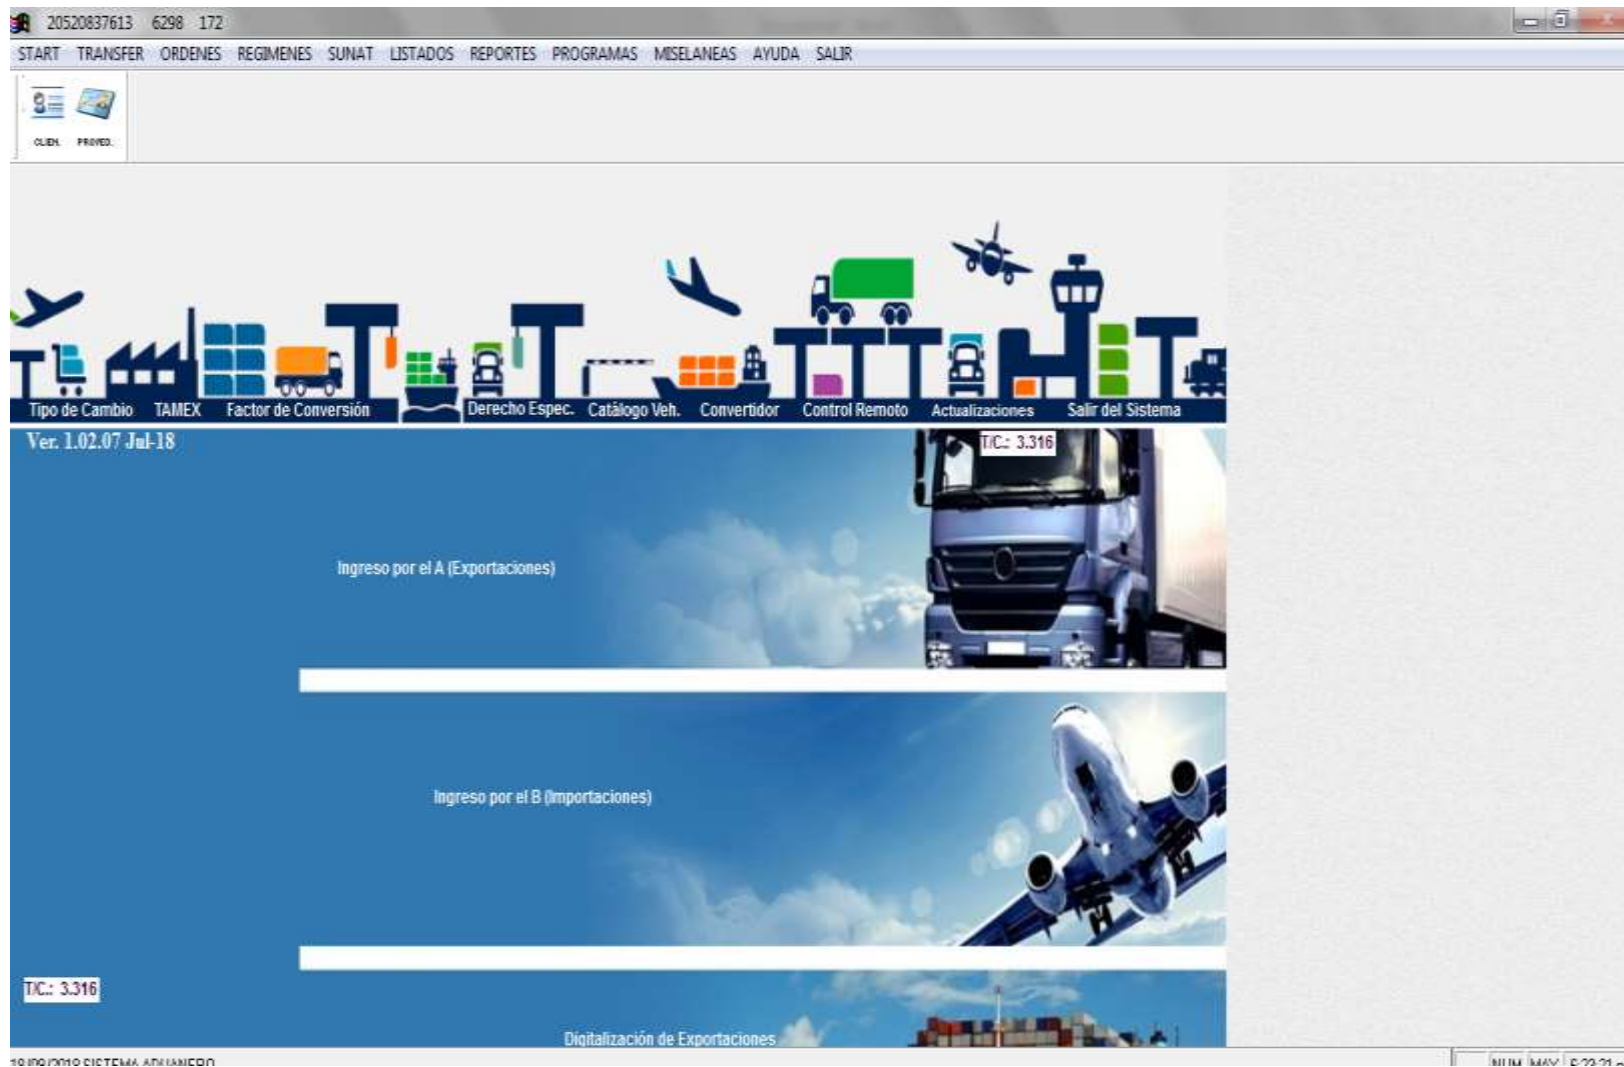 20520837613 6298 172
START TRANSFER ORDENES REGIMENES SUNAT LISTADOS REPORTES PROGRAMAS MISELANEAS AYUDA SALIR
CLIEN. PROVED.
Tipo de Cambio TAMEX Factor de Conversión Derecho Espec. Catálogo Veh. Convertidor Control Remoto Actualizaciones Salir del Sistema
Ver. 1.02.07 Jul-18 T/C.: 3.316
Ingreso por el A (Exportaciones)
Ingreso por el B (Importaciones)
T/C.: 3.316
Digitalización de Exportaciones
SISTEMA ADUANERO NUM MAY